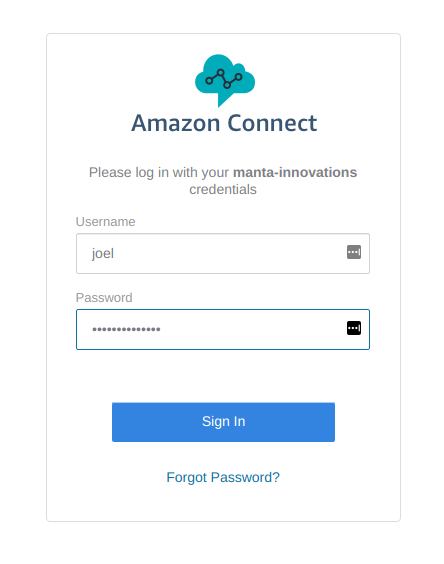 Amazon Connect
Please log in with your manta-innovations
credentials
Username
joel
Password
••••••••••••••
Sign In
Forgot Password?